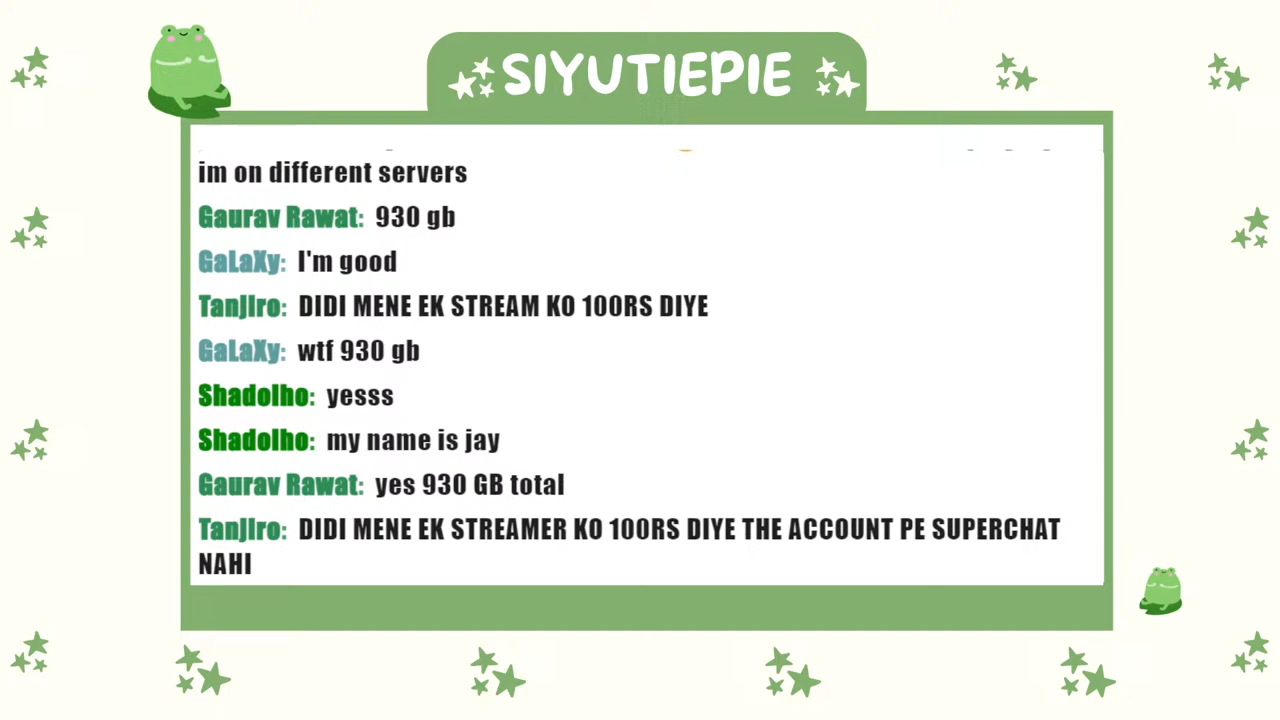 SIYUTIEPIE
im on different servers
Gaurav Rawat: 930 gb
GaLaXy: I'm good
Tanjiro: DIDI MENE EK STREAM KO 100RS DIYE
GaLaXy: wtf 930 gb
Shadolho: yesss
Shadolho: my name is jay
Gaurav Rawat: yes 930 GB total
Tanjiro: DIDI MENE EK STREAMER KO 100RS DIYE THE ACCOUNT PE SUPERCHAT
NAHI